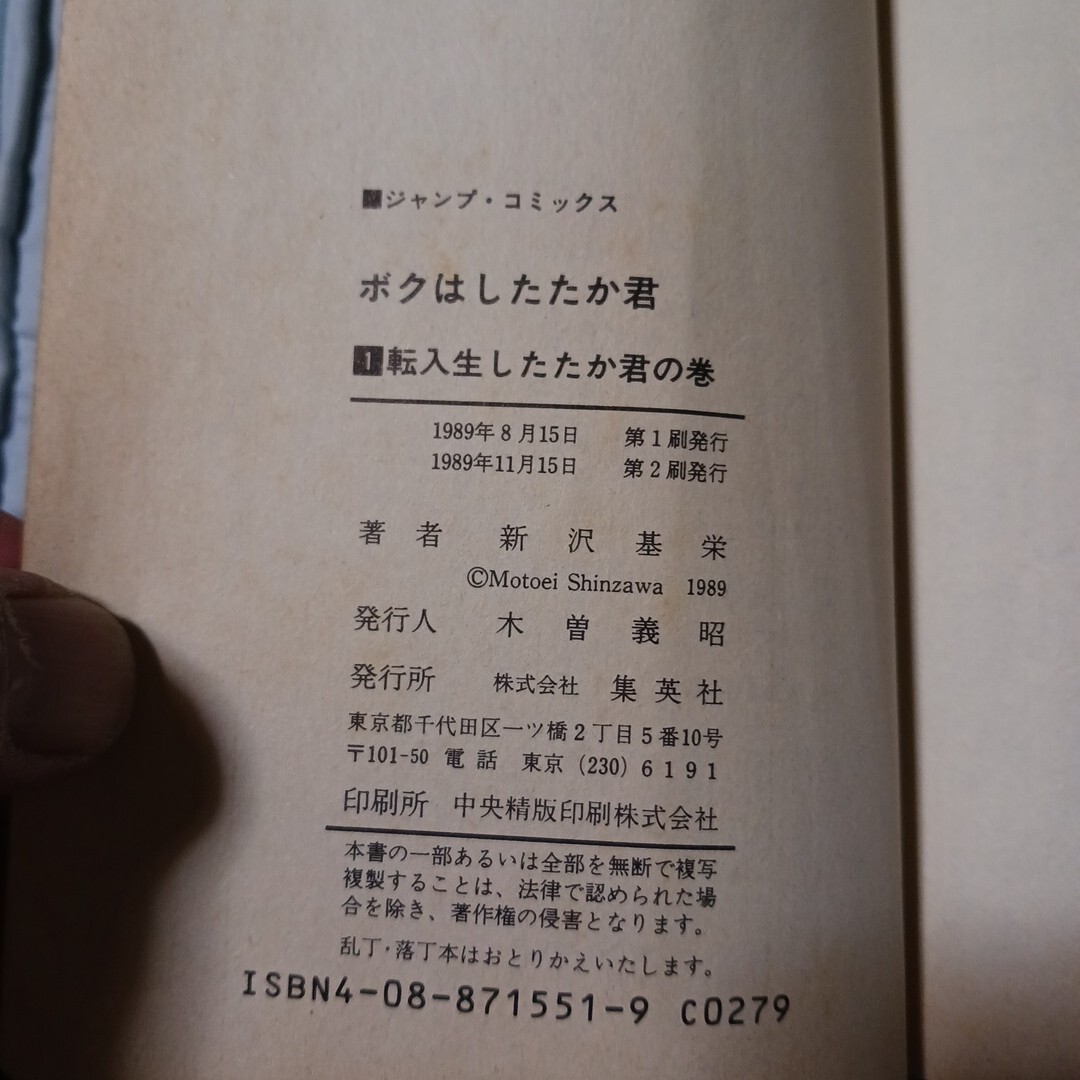 ジャンプ・コミックス
ボクはしたたか君
1転入生したたか君の巻
1989年8月15日 第1刷発行
1989年11月15日 第2刷発行
著者 新沢基栄
©Motoei Shinzawa 1989
発行人 木曽義昭
発行所 株式会社 集英社
東京都千代田区一ツ橋2丁目5番10号
〒101-50 電話 東京 (230) 6191
印刷所 中央精版印刷株式会社
本書の一部あるいは全部を無断で複写
複製することは、法律で認められた場
合を除き、著作権の侵害となります。
乱丁・落丁本はおとりかえいたします。
ISBN4-08-871551-9 C0279